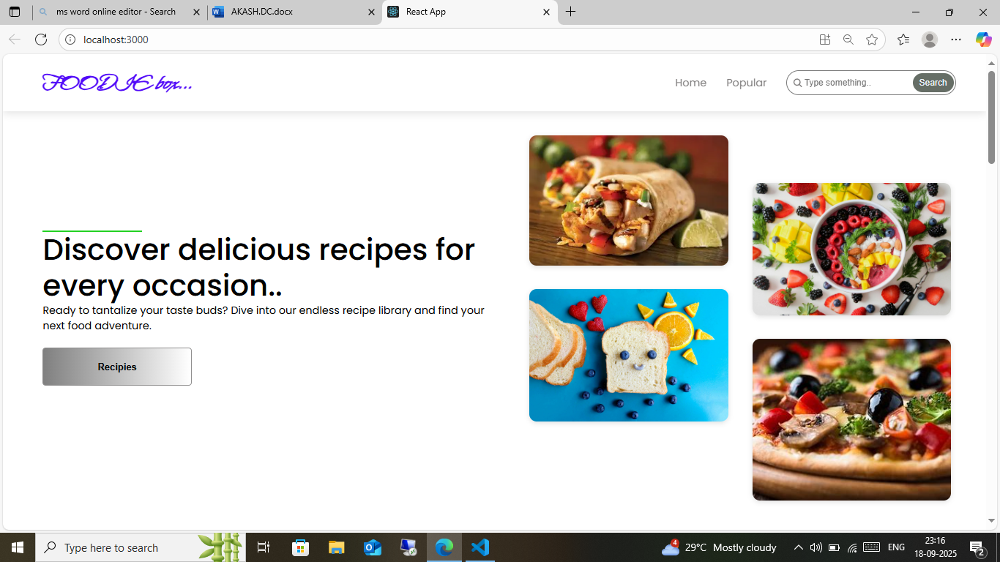 ms word online editor - Search
AKASH.DC.docx
React App
localhost:3000
FOODIE box...
Home
Popular
Type something..
Search
Discover delicious recipes for
every occasion..
Ready to tantalize your taste buds? Dive into our endless recipe library and find your
next food adventure.
Recipies
Type here to search
4
29°C Mostly cloudy
ENG
23:16
18-09-2025
2